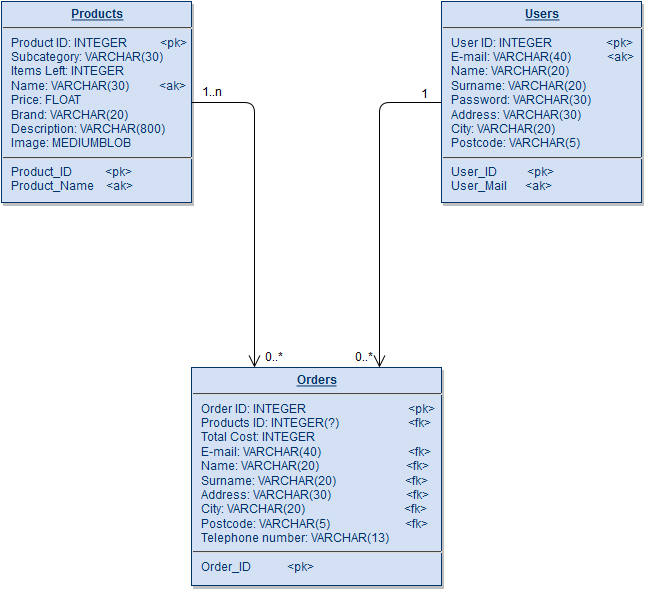 Products
Product ID: INTEGER <pk>
Subcategory: VARCHAR(30)
Items Left: INTEGER
Name: VARCHAR(30) <ak>
Price: FLOAT
Brand: VARCHAR(20)
Description: VARCHAR(800)
Image: MEDIUMBLOB
Product_ID <pk>
Product_Name <ak>
Users
User ID: INTEGER <pk>
E-mail: VARCHAR(40) <ak>
Name: VARCHAR(20)
Surname: VARCHAR(20)
Password: VARCHAR(30)
Address: VARCHAR(30)
City: VARCHAR(20)
Postcode: VARCHAR(5)
User_ID <pk>
User_Mail <ak>
1..n
1
0..*
0..*
Orders
Order ID: INTEGER <pk>
Products ID: INTEGER(?) <fk>
Total Cost: INTEGER
E-mail: VARCHAR(40) <fk>
Name: VARCHAR(20) <fk>
Surname: VARCHAR(20) <fk>
Address: VARCHAR(30) <fk>
City: VARCHAR(20) <fk>
Postcode: VARCHAR(5) <fk>
Telephone number: VARCHAR(13)
Order_ID <pk>